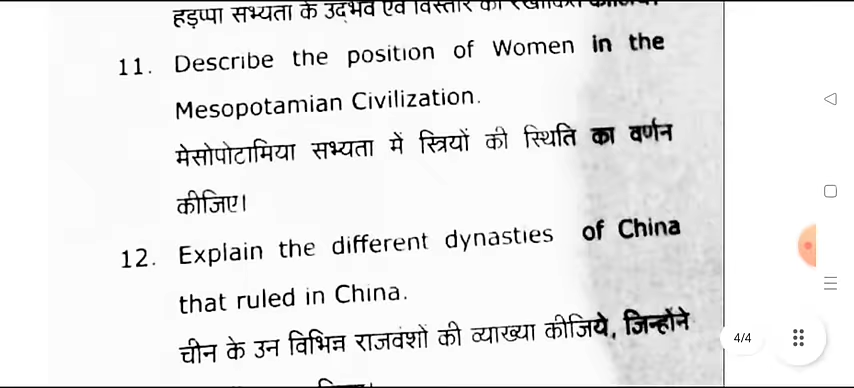 हड़प्पा सभ्यता के उद्भव एवं विस्तार को रेखांकित कीजिये।
11. Describe the position of Women in the
Mesopotamian Civilization.
मेसोपोटामिया सभ्यता में स्त्रियों की स्थिति का वर्णन
कीजिए।
12. Explain the different dynasties of China
that ruled in China.
चीन के उन विभिन्न राजवंशों की व्याख्या कीजिये, जिन्होंने
4/4